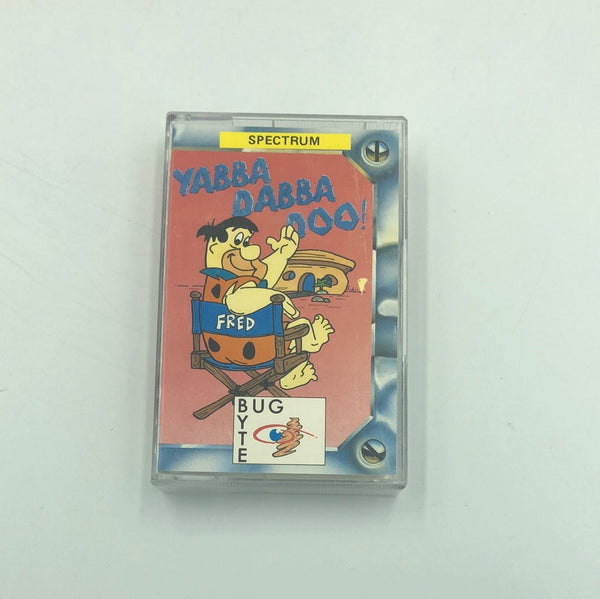 SPECTRUM
YABBA
DABBA
DOO!
FRED
BUG
BYTE